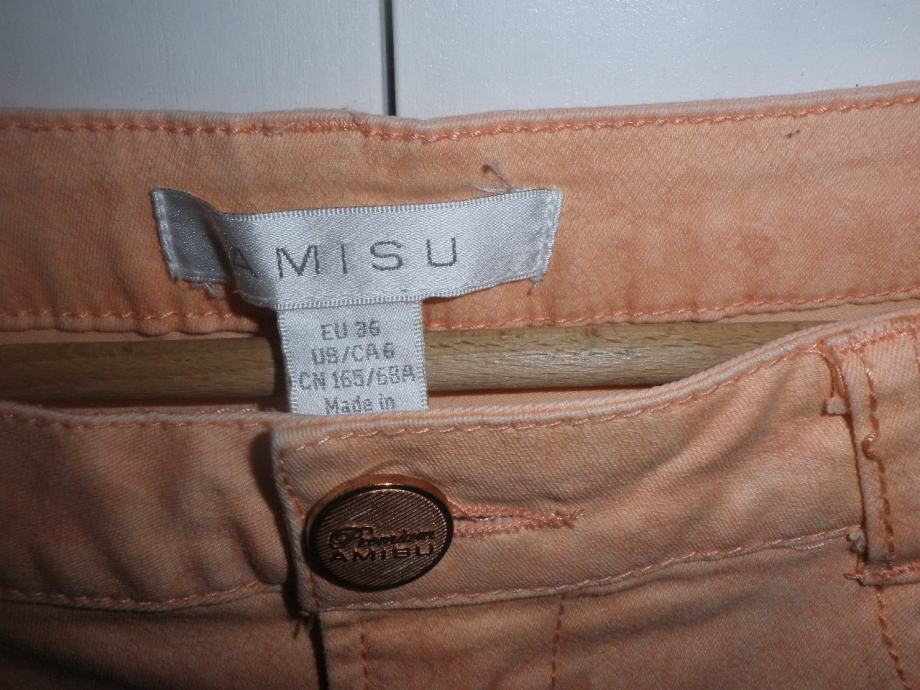 AMISU
EU 36
US/CA 6
CN 165/68A
Made in
Premium
AMISU